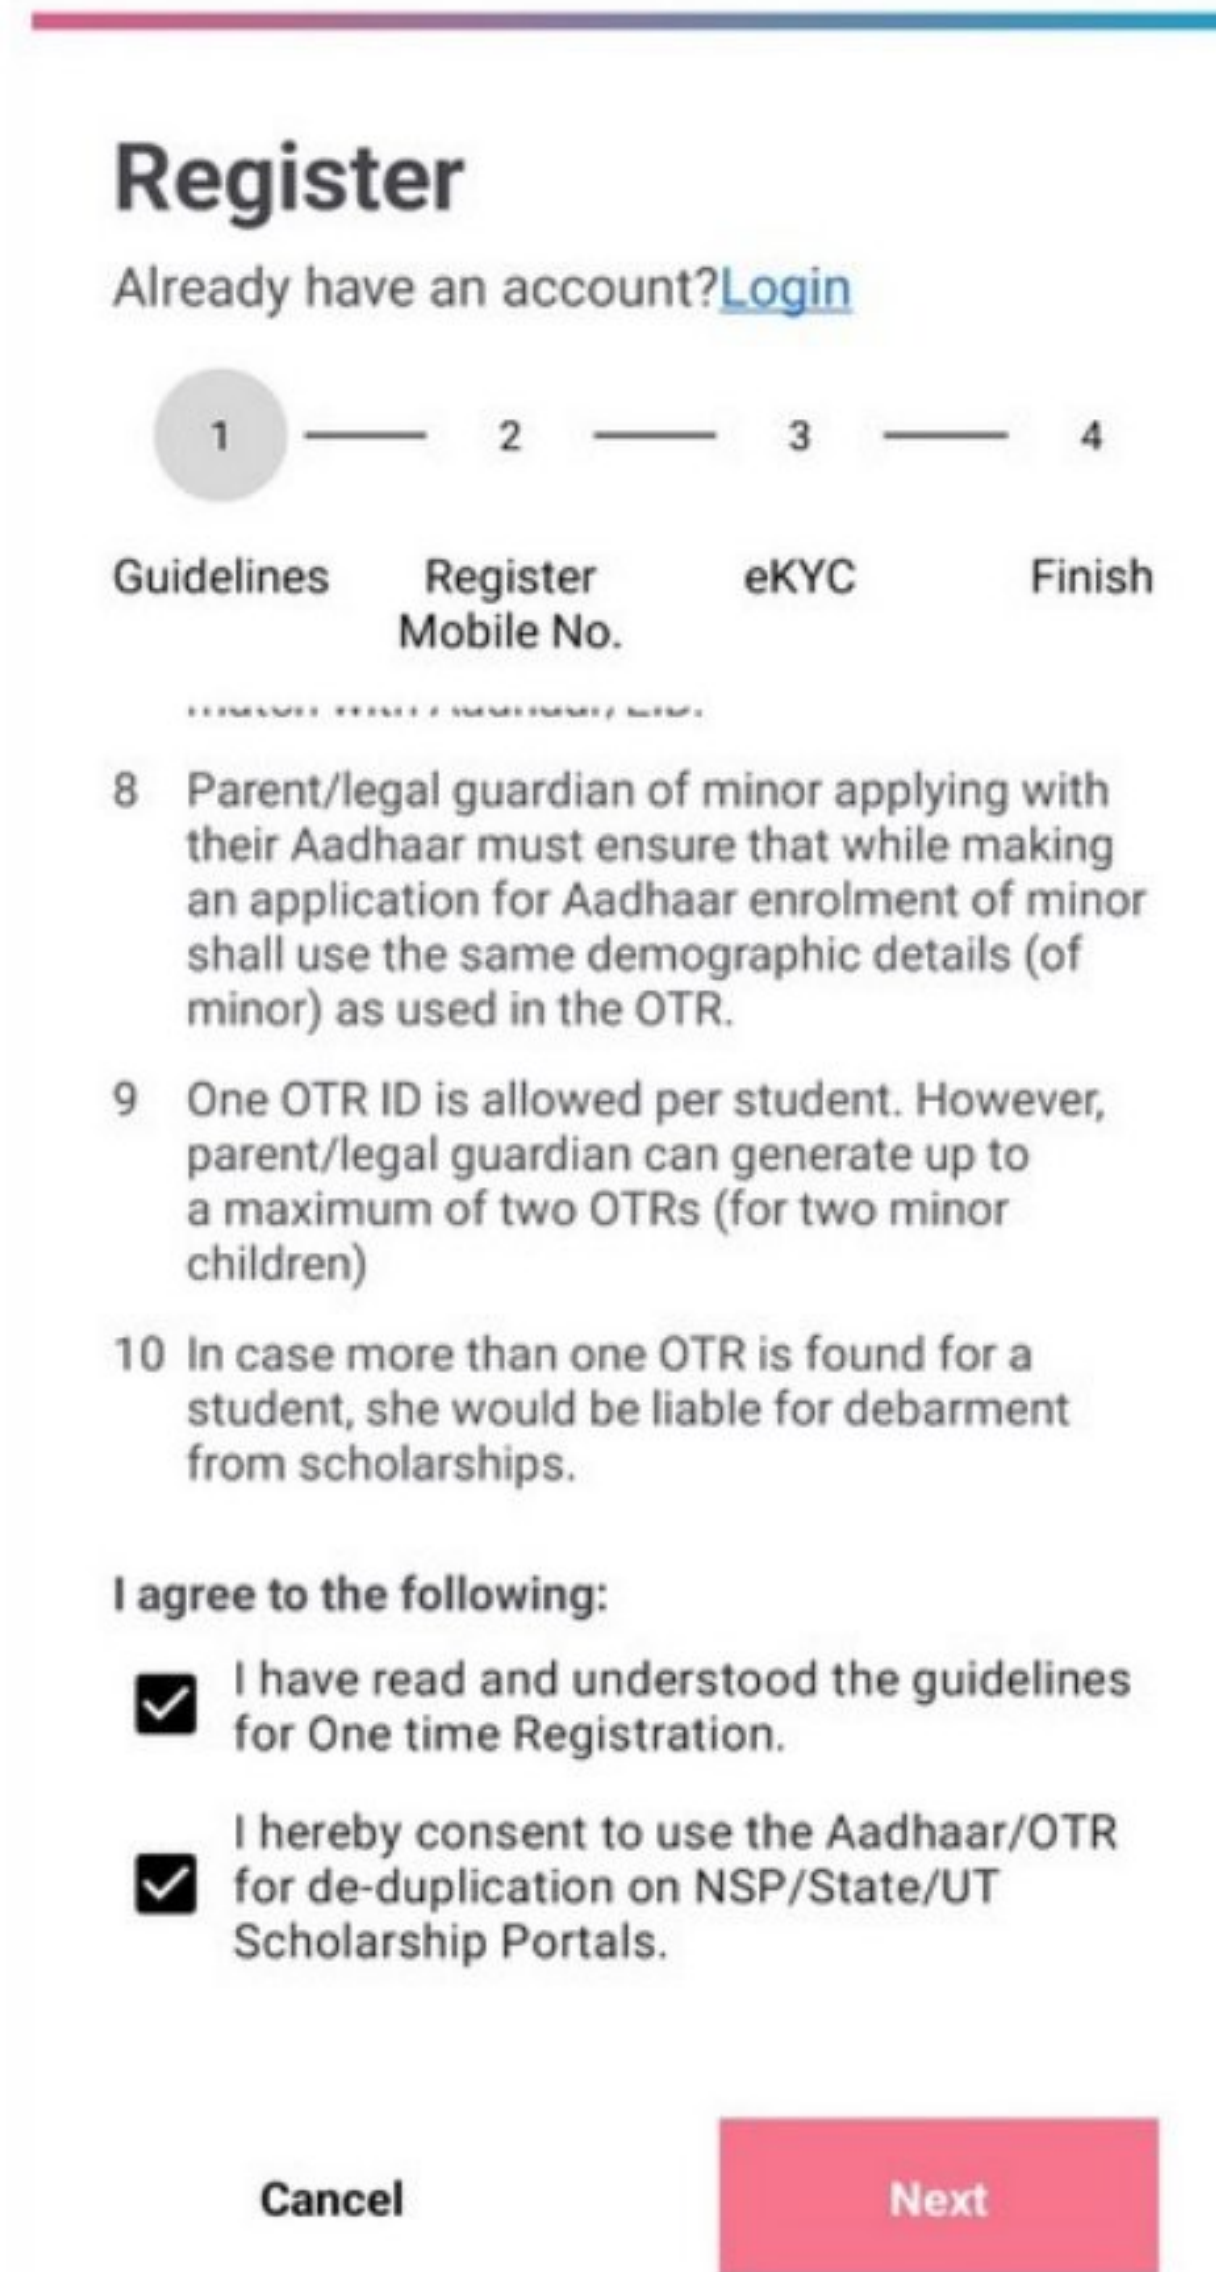 Register
Already have an account?Login
1 2 3 4
Guidelines Register Mobile No. eKYC Finish
match with Aadhaar/EID.
8 Parent/legal guardian of minor applying with
their Aadhaar must ensure that while making
an application for Aadhaar enrolment of minor
shall use the same demographic details (of
minor) as used in the OTR.
9 One OTR ID is allowed per student. However,
parent/legal guardian can generate up to
a maximum of two OTRs (for two minor
children)
10 In case more than one OTR is found for a
student, she would be liable for debarment
from scholarships.
I agree to the following:
I have read and understood the guidelines
for One time Registration.
I hereby consent to use the Aadhaar/OTR
for de-duplication on NSP/State/UT
Scholarship Portals.
Cancel Next